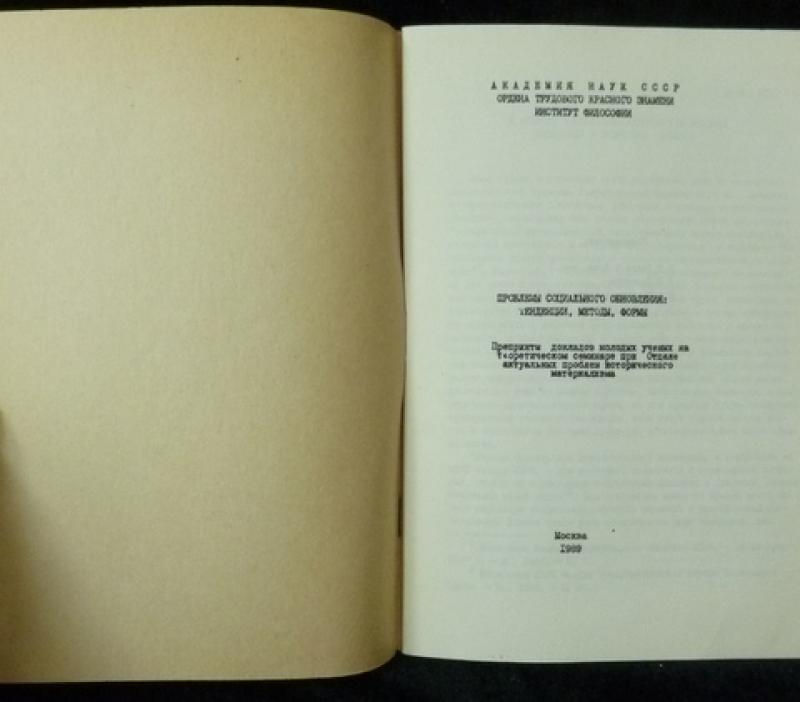 АКАДЕМИЯ НАУК СССР
ОРДЕНА ТРУДОВОГО КРАСНОГО ЗНАМЕНИ
ИНСТИТУТ ФИЛОСОФИИ
ПРОБЛЕМЫ СОЦИАЛЬНОГО ОБНОВЛЕНИЯ:
ТЕНДЕНЦИИ, МЕТОДЫ, ФОРМЫ
Препринты докладов молодых ученых на
теоретическом семинаре при Отделе
актуальных проблем исторического
материализма
Москва
1989